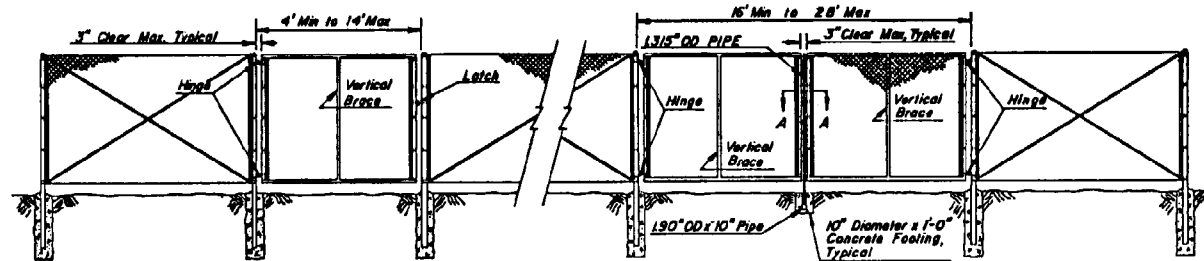 4' Min to 14' Max
16' Min to 28' Max
3" Clear Max. Typical
1.315" OD PIPE
3" Clear Max, Typical
Hinge
Vertical
Brace
Latch
Hinge
Vertical
Brace
A
A
Vertical
Brace
Hinge
1.90" OD x 10" Pipe
10" Diameter x 1'-0"
Concrete Footing,
Typical